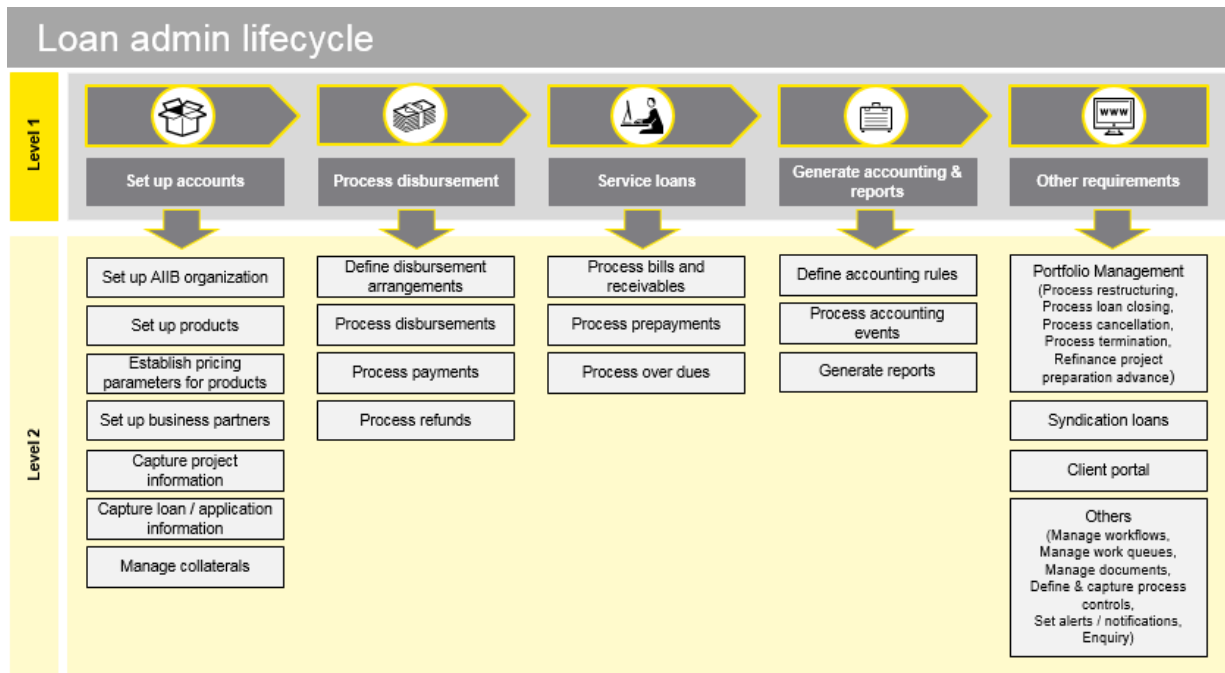 Loan admin lifecycle
Level 1
WWW
Set up accounts
Process disbursement
Service loans
Generate accounting &
reports
Other requirements
Level 2
Set up AIIB organization
Set up products
Establish pricing
parameters for products
Set up business partners
Capture project
information
Capture loan / application
information
Manage collaterals
Define disbursement
arrangements
Process disbursements
Process payments
Process refunds
Process bills and
receivables
Process prepayments
Process over dues
Define accounting rules
Process accounting
events
Generate reports
Portfolio Management
(Process restructuring,
Process loan closing,
Process cancellation,
Process termination,
Refinance project
preparation advance)
Syndication loans
Client portal
Others
(Manage workflows,
Manage work queues,
Manage documents,
Define & capture process
controls,
Set alerts / notifications,
Enquiry)